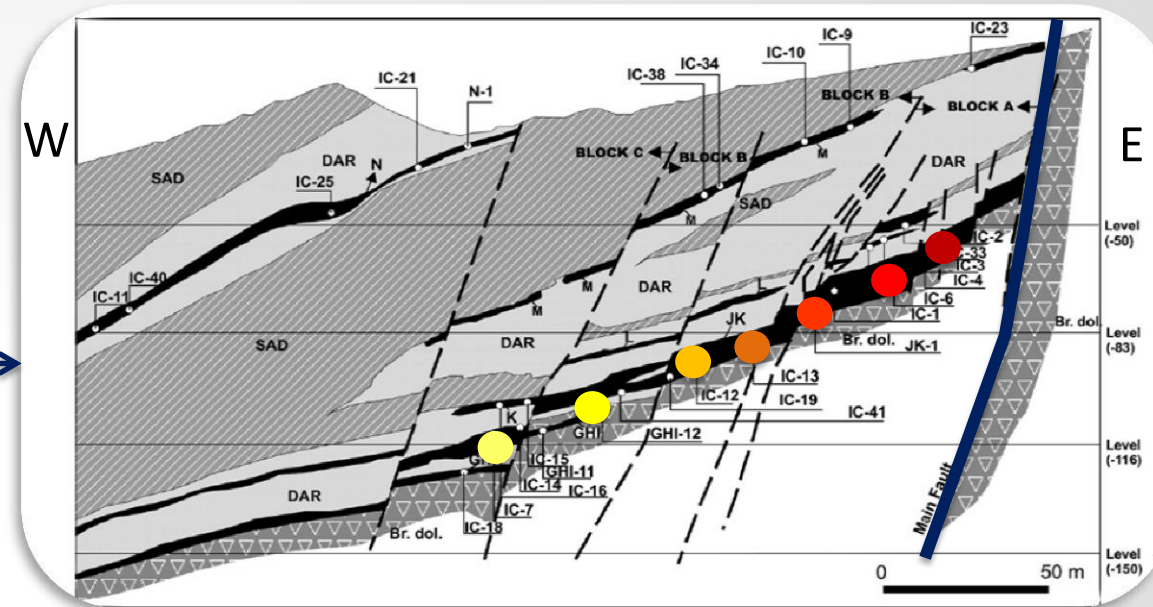 W
E
IC-23
IC-9
IC-10
IC-34
IC-38
IC-21
N-1
BLOCK B
BLOCK A
BLOCK C
BLOCK B
M
DAR
N
DAR
SAD
IC-25
SAD
M
Level
(-50)
IC-2
IC-3
IC-4
IC-40
IC-11
M
DAR
IC-6
M
IC-1
JK
Br. dol.
SAD
DAR
L
Level
(-83)
Br. dol.
JK-1
IC-13
IC-12
IC-19
IC-41
K
GHI
GHI-12
Level
(-116)
IC-15
GHI-11
IC-14
IC-16
DAR
IC-7
IC-18
Br. dol.
Main Fault
Level
(-150)
0
50 m